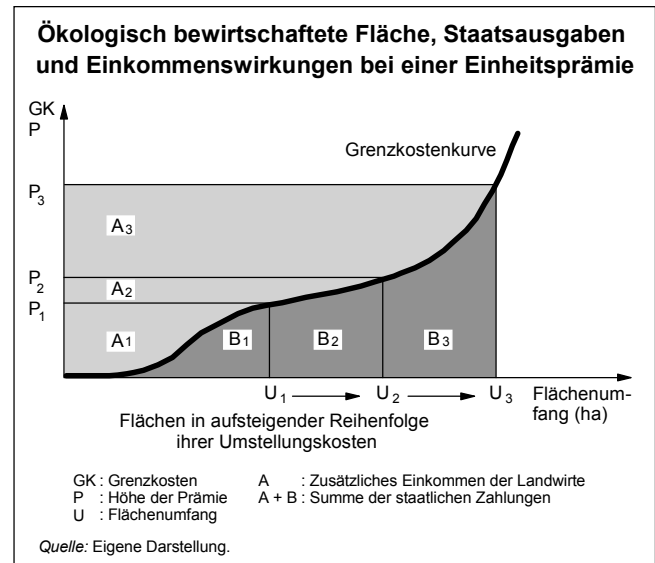 Ökologisch bewirtschaftete Fläche, Staatsausgaben
und Einkommenswirkungen bei einer Einheitsprämie
GK
P
Grenzkostenkurve
P3
A3
P2
A2
P1
A1
B1
B2
B3
U1
U2
U3
Flächenum-
fang (ha)
Flächen in aufsteigender Reihenfolge
ihrer Umstellungskosten
GK : Grenzkosten
P : Höhe der Prämie
U : Flächenumfang
A : Zusätzliches Einkommen der Landwirte
A + B : Summe der staatlichen Zahlungen
Quelle: Eigene Darstellung.